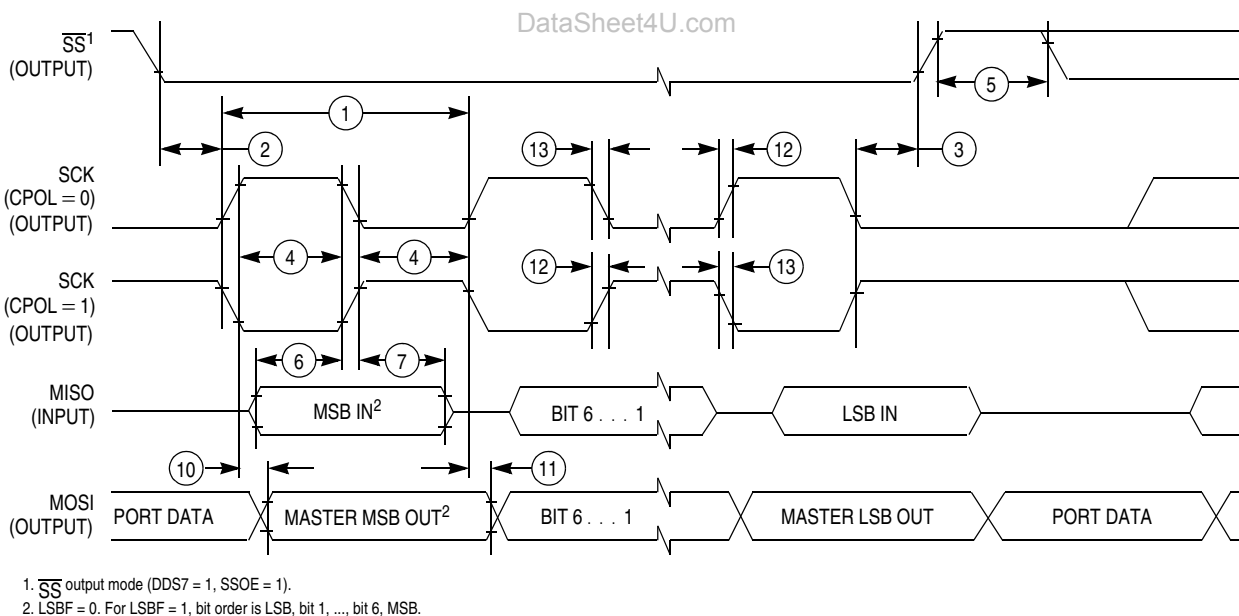 DataSheet4U.com
SS¹
(OUTPUT)
5
1
2
13
12
3
SCK
(CPOL = 0)
(OUTPUT)
4
4
12
13
SCK
(CPOL = 1)
(OUTPUT)
6
7
MISO
(INPUT)
MSB IN²
BIT 6 . . . 1
LSB IN
10
11
MOSI
(OUTPUT)
PORT DATA
MASTER MSB OUT²
BIT 6 . . . 1
MASTER LSB OUT
PORT DATA
1. SS output mode (DDS7 = 1, SSOE = 1).
2. LSBF = 0. For LSBF = 1, bit order is LSB, bit 1, ..., bit 6, MSB.